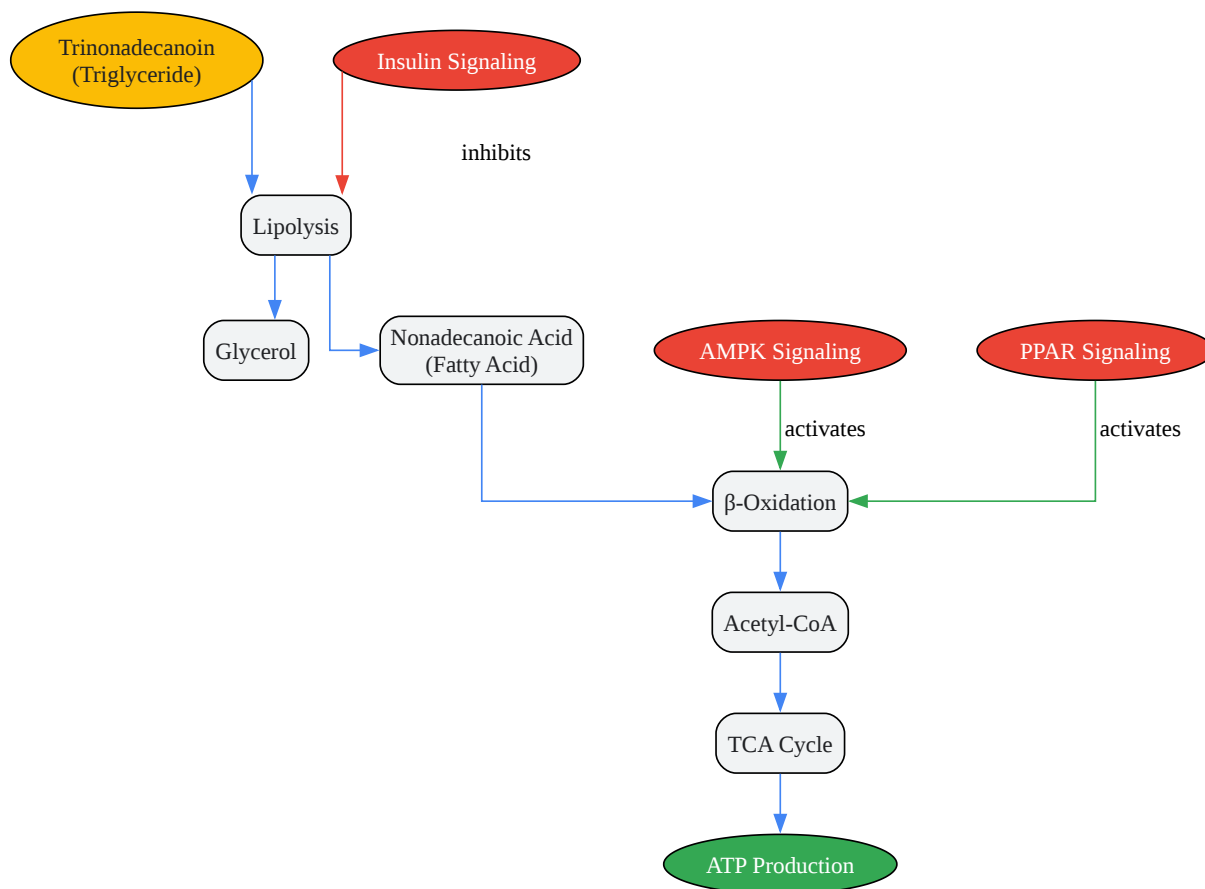 Trinonadecanoin
(Triglyceride)
Insulin Signaling
inhibits
Lipolysis
Glycerol
Nonadecanoic Acid
(Fatty Acid)
AMPK Signaling
PPAR Signaling
activates
activates
β-Oxidation
Acetyl-CoA
TCA Cycle
ATP Production